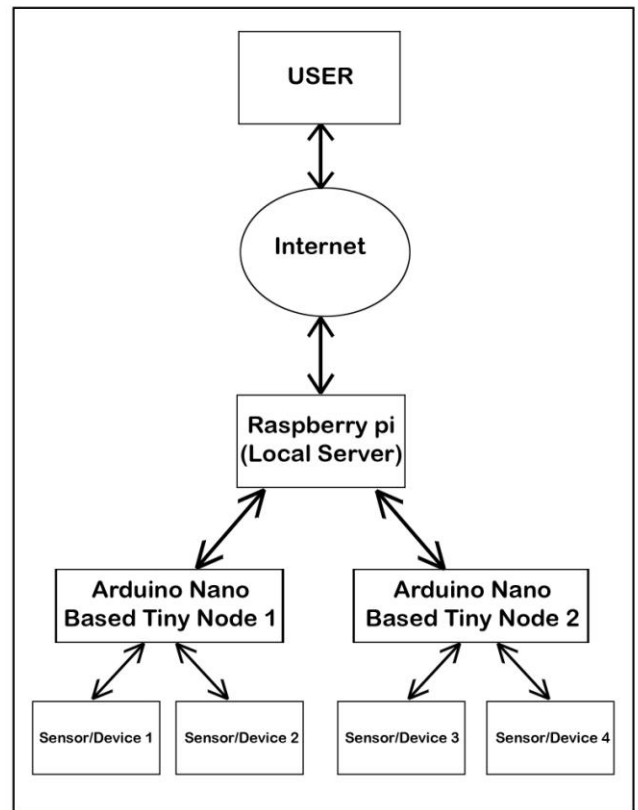 USER
Internet
Raspberry pi
(Local Server)
Arduino Nano
Based Tiny Node 1
Arduino Nano
Based Tiny Node 2
Sensor/Device 1
Sensor/Device 2
Sensor/Device 3
Sensor/Device 4